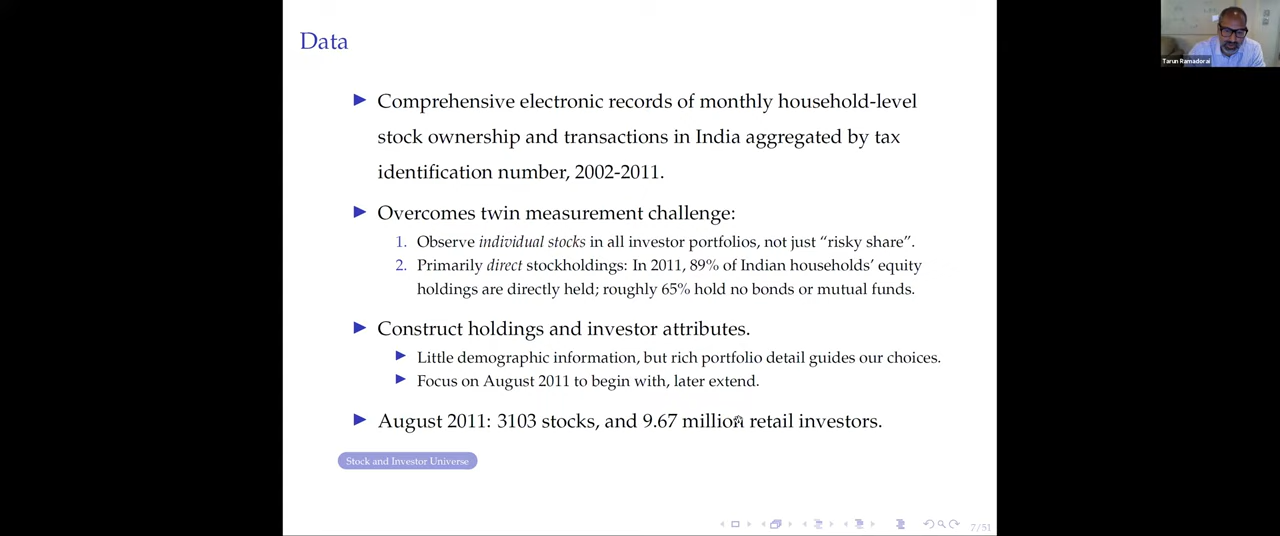 Data
Tarun Ramadorai
▶ Comprehensive electronic records of monthly household-level
stock ownership and transactions in India aggregated by tax
identification number, 2002-2011.
▶ Overcomes twin measurement challenge:
1. Observe individual stocks in all investor portfolios, not just “risky share”.
2. Primarily direct stockholdings: In 2011, 89% of Indian households’ equity
holdings are directly held; roughly 65% hold no bonds or mutual funds.
▶ Construct holdings and investor attributes.
▶ Little demographic information, but rich portfolio detail guides our choices.
▶ Focus on August 2011 to begin with, later extend.
▶ August 2011: 3103 stocks, and 9.67 million retail investors.
Stock and Investor Universe
7/51